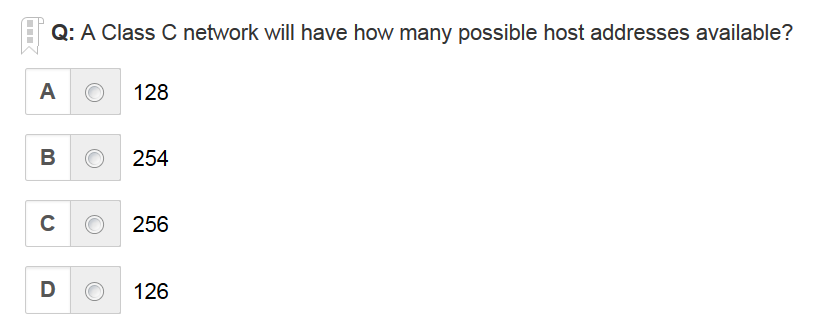 Q: A Class C network will have how many possible host addresses available?
A 128
B 254
C 256
D 126